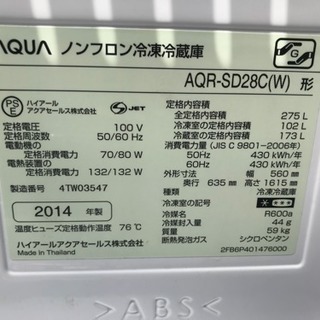 AQUA ノンフロン冷凍冷蔵庫
AQR-SD28C(W) 形
PS E ハイアールアクアセールス株式会社 JET
定格電圧 100 V
定格周波数 50/60 Hz
電動機の定格消費電力 70/80 W
電熱装置の定格消費電力 132/132 W
製造番号 4TW03547
2014 年製
温度ヒューズ定格動作温度 76℃
ハイアールアクアセールス株式会社
Made in Thailand
G
定格内容積
全定格内容積 275 L
冷凍室の定格内容積 102 L
冷蔵室の定格内容積 173 L
消費電力量 (JIS C 9801-2006年)
50Hz 430 kWh/年
60Hz 430 kWh/年
外形寸法 幅 560 mm
奥行 635 mm 高さ 1615 mm
種類 冷凍冷蔵庫
冷凍室の記号
冷媒名 R600a
冷媒封入量 44 g
質量 59 kg
断熱発泡ガス シクロペンタン
2FB6P401476000
>ABS<